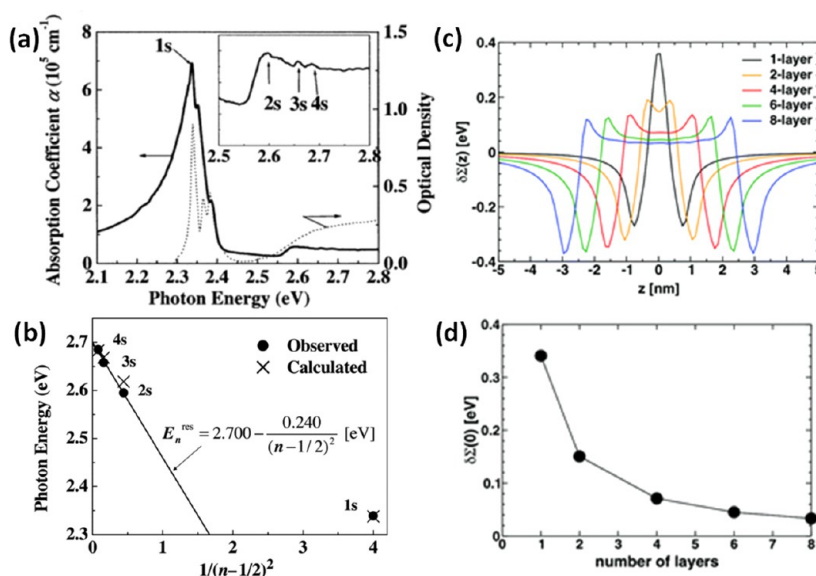 (a)
1s
2s
3s
4s
2.5 2.6 2.7 2.8
Absorption Coefficient α (10⁵ cm⁻¹)
8
6
4
2
0
Optical Density
1.5
1.0
0.5
0.0
2.1 2.2 2.3 2.4 2.5 2.6 2.7 2.8
Photon Energy (eV)
(b)
4s
3s
2s
1s
● Observed
× Calculated
Eₙ^res = 2.700 − 0.240/(n−1/2)² [eV]
Photon Energy (eV)
2.7
2.6
2.5
2.4
2.3
0 1 2 3 4
1/(n−1/2)²
(c)
1-layer
2-layer
4-layer
6-layer
8-layer
δΣ(z) [eV]
0.4
0.2
0
-0.2
-0.4
-5 -4 -3 -2 -1 0 1 2 3 4 5
z [nm]
(d)
δΣ(0) [eV]
0.4
0.3
0.2
0.1
0
0 1 2 3 4 5 6 7 8
number of layers